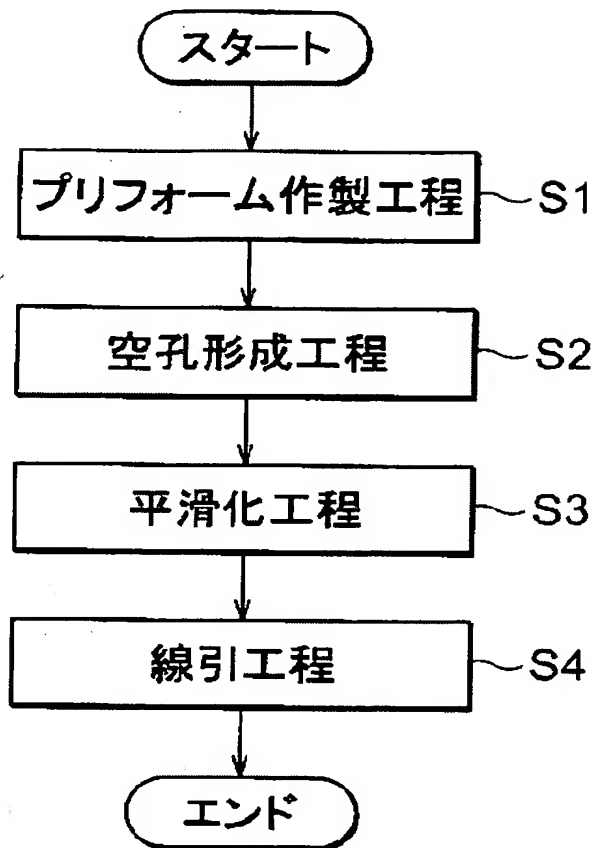 スタート
プリフォーム作製工程 S1
空孔形成工程 S2
平滑化工程 S3
線引工程 S4
エンド